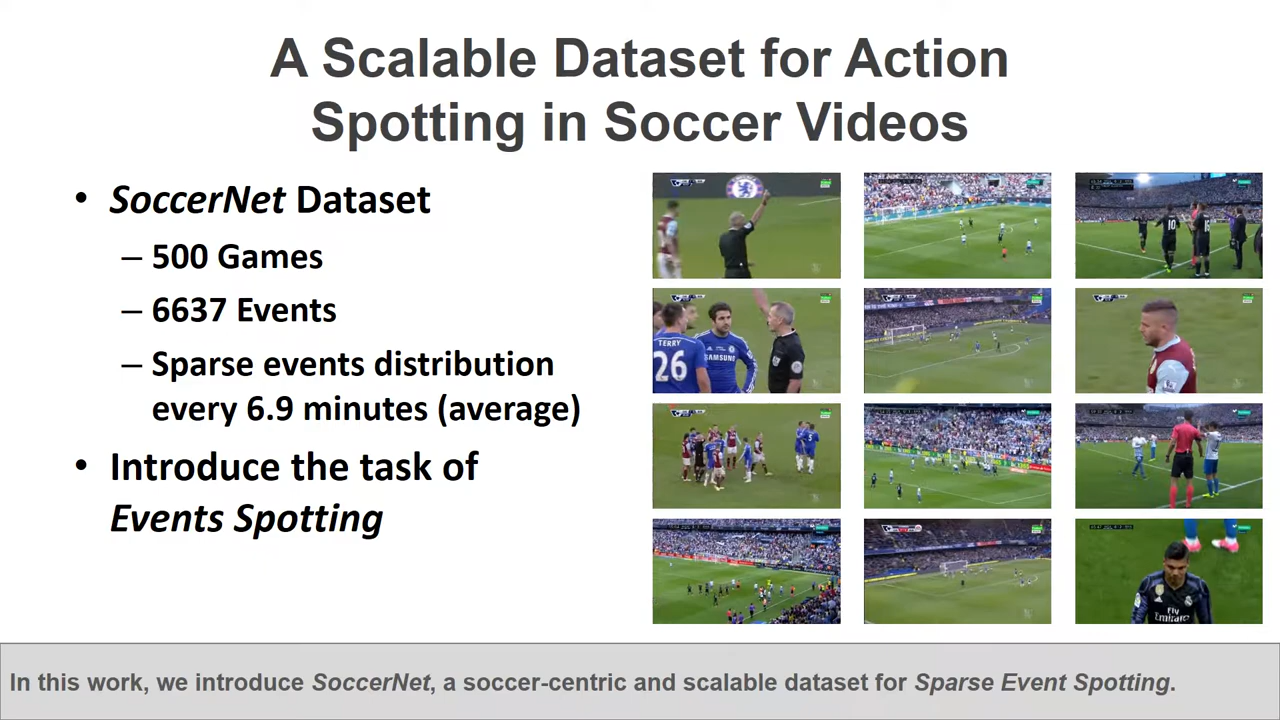 A Scalable Dataset for Action
Spotting in Soccer Videos
• SoccerNet Dataset
– 500 Games
– 6637 Events
– Sparse events distribution
every 6.9 minutes (average)
• Introduce the task of
Events Spotting
TERRY
26
SAMSUNG
10
16
Fly
Emirates
In this work, we introduce SoccerNet, a soccer-centric and scalable dataset for Sparse Event Spotting.